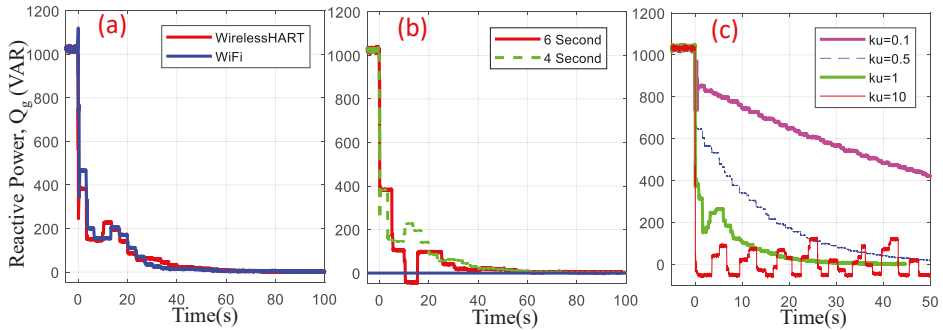 Reactive Power, Q_g (VAR)
1200
1000
800
600
400
200
0
(a)
WirelessHART
WiFi
0
20
40
60
80
100
Time(s)
1200
1000
800
600
400
200
0
(b)
6 Second
4 Second
0
20
40
60
80
100
Time(s)
1200
1000
800
600
400
200
0
(c)
ku=0.1
ku=0.5
ku=1
ku=10
0
10
20
30
40
50
Time(s)